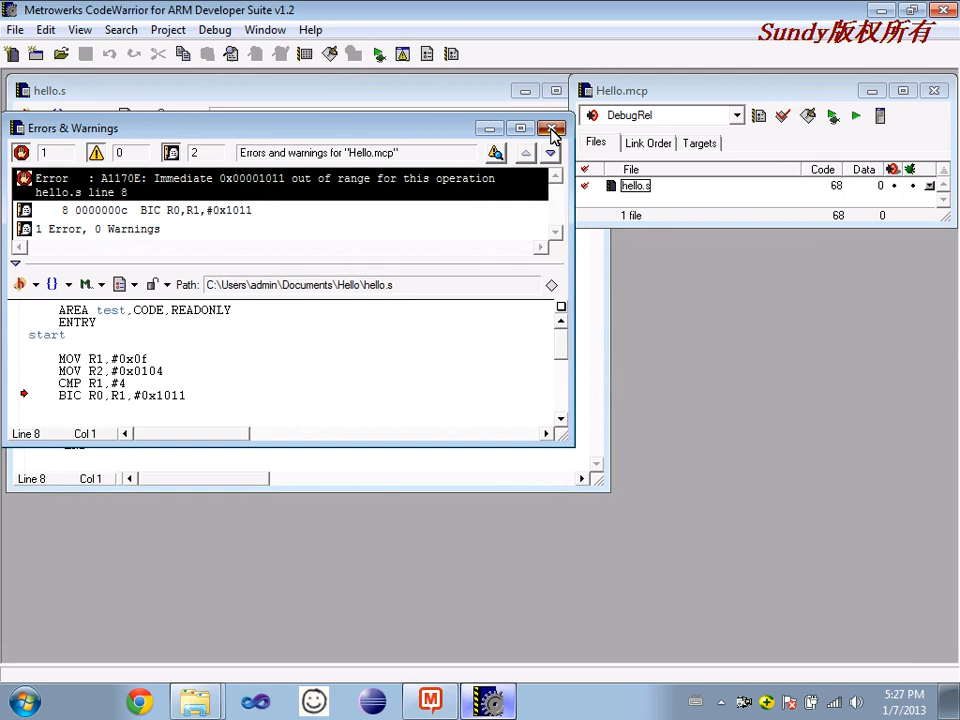 Metrowerks CodeWarrior for ARM Developer Suite v1.2
File Edit View Search Project Debug Window Help
Sundy版权所有
hello.s
Hello.mcp
Errors & Warnings
DebugRel
1 0 2 Errors and warnings for "Hello.mcp"
Files Link Order Targets
Error : A1170E: Immediate 0x00001011 out of range for this operation
hello.s line 8
File Code Data
hello.s 68 0
8 0000000c BIC R0,R1,#0x1011
1 Error, 0 Warnings
1 file 68 0
Path: C:\Users\admin\Documents\Hello\hello.s
AREA test,CODE,READONLY
ENTRY
start
MOV R1,#0x0f
MOV R2,#0x0104
CMP R1,#4
BIC R0,R1,#0x1011
Line 8 Col 1
Line 8 Col 1
5:27 PM
1/7/2013